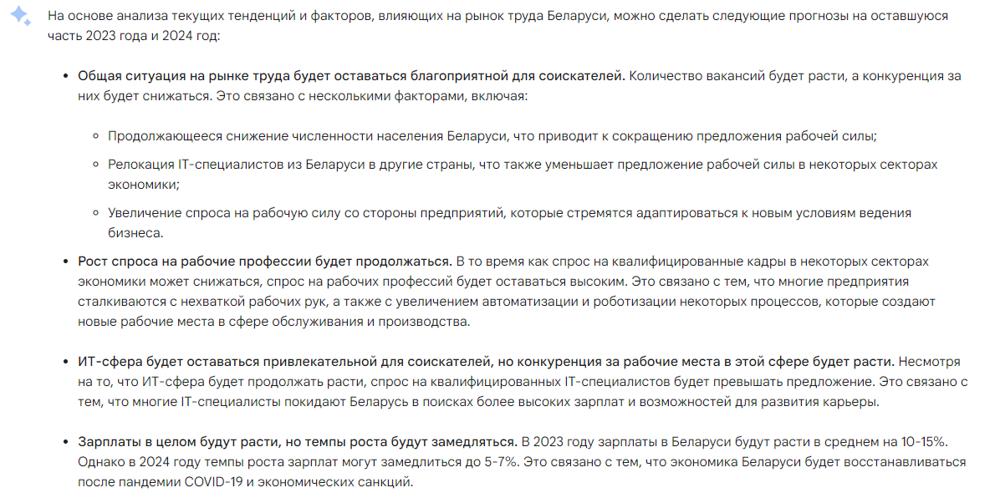 На основе анализа текущих тенденций и факторов, влияющих на рынок труда Беларуси, можно сделать следующие прогнозы на оставшуюся
часть 2023 года и 2024 год:
Общая ситуация на рынке труда будет оставаться благоприятной для соискателей. Количество вакансий будет расти, а конкуренция за
них будет снижаться. Это связано с несколькими факторами, включая:
Продолжающееся снижение численности населения Беларуси, что приводит к сокращению предложения рабочей силы;
Релокация IT-специалистов из Беларуси в другие страны, что также уменьшает предложение рабочей силы в некоторых секторах
экономики;
Увеличение спроса на рабочую силу со стороны предприятий, которые стремятся адаптироваться к новым условиям ведения
бизнеса.
Рост спроса на рабочие профессии будет продолжаться. В то время как спрос на квалифицированные кадры в некоторых секторах
экономики может снижаться, спрос на рабочих профессий будет оставаться высоким. Это связано с тем, что многие предприятия
сталкиваются с нехваткой рабочих рук, а также с увеличением автоматизации и роботизации некоторых процессов, которые создают
новые рабочие места в сфере обслуживания и производства.
ИТ-сфера будет оставаться привлекательной для соискателей, но конкуренция за рабочие места в этой сфере будет расти. Несмотря
на то, что ИТ-сфера будет продолжать расти, спрос на квалифицированных IT-специалистов будет превышать предложение. Это связано с
тем, что многие IT-специалисты покидают Беларусь в поисках более высоких зарплат и возможностей для развития карьеры.
Зарплаты в целом будут расти, но темпы роста будут замедляться. В 2023 году зарплаты в Беларуси будут расти в среднем на 10-15%.
Однако в 2024 году темпы роста зарплат могут замедлиться до 5-7%. Это связано с тем, что экономика Беларуси будет восстанавливаться
после пандемии COVID-19 и экономических санкций.